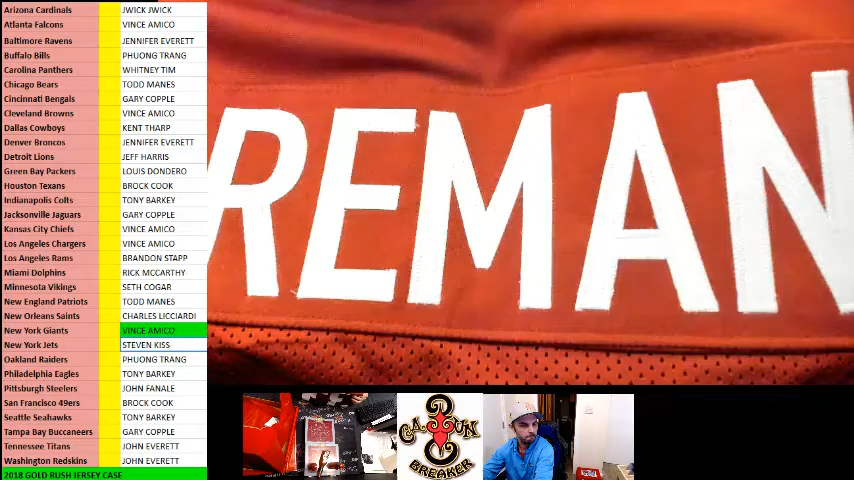 Arizona Cardinals JWICK JWICK
Atlanta Falcons VINCE AMICO
Baltimore Ravens JENNIFER EVERETT
Buffalo Bills PHUONG TRANG
Carolina Panthers WHITNEY TIM
Chicago Bears TODD MANES
Cincinnati Bengals GARY COPPLE
Cleveland Browns VINCE AMICO
Dallas Cowboys KENT THARP
Denver Broncos JENNIFER EVERETT
Detroit Lions JEFF HARRIS
Green Bay Packers LOUIS DONDERO
Houston Texans BROCK COOK
Indianapolis Colts TONY BARKEY
Jacksonville Jaguars GARY COPPLE
Kansas City Chiefs VINCE AMICO
Los Angeles Chargers VINCE AMICO
Los Angeles Rams BRANDON STAPP
Miami Dolphins RICK MCCARTHY
Minnesota Vikings SETH COGAR
New England Patriots TODD MANES
New Orleans Saints CHARLES LICCIARDI
New York Giants VINCE AMICO
New York Jets STEVEN KISS
Oakland Raiders PHUONG TRANG
Philadelphia Eagles TONY BARKEY
Pittsburgh Steelers JOHN FANALE
San Francisco 49ers BROCK COOK
Seattle Seahawks TONY BARKEY
Tampa Bay Buccaneers GARY COPPLE
Tennessee Titans JOHN EVERETT
Washington Redskins JOHN EVERETT
2018 GOLD RUSH JERSEY CASE
REMAN
CAJUN
BREAKER